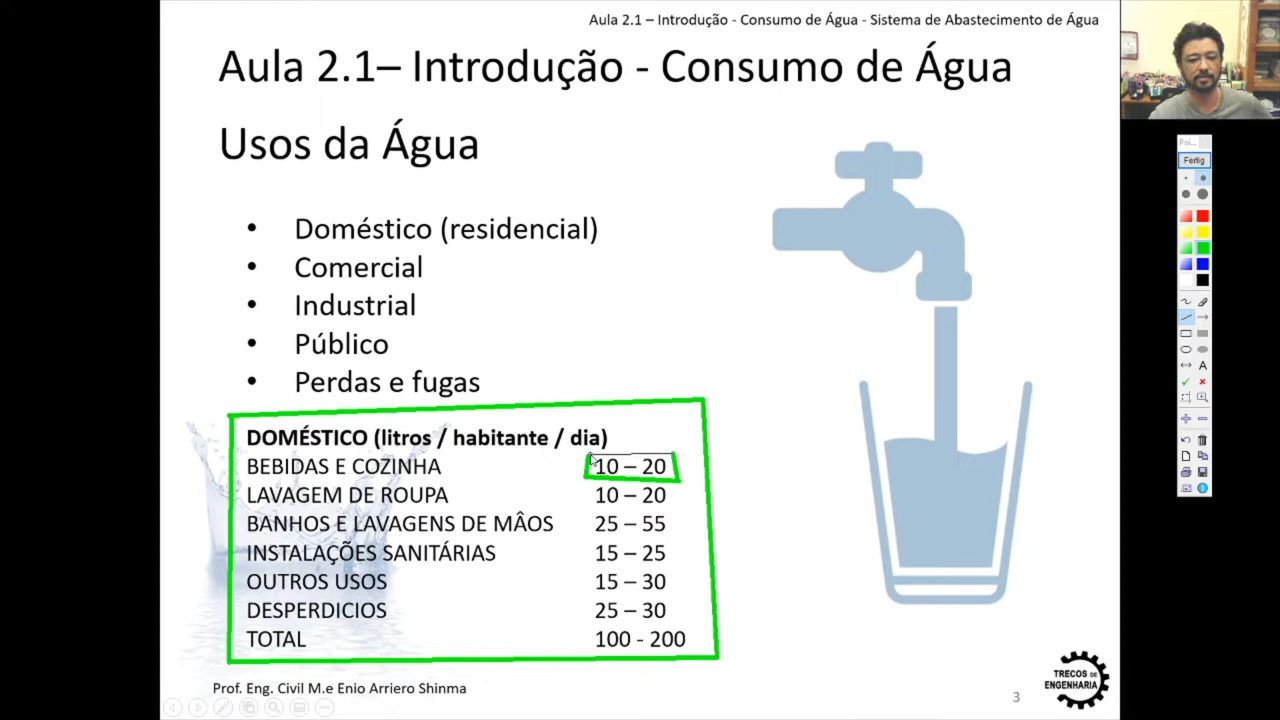 Aula 2.1 – Introdução - Consumo de Água - Sistema de Abastecimento de Água
Aula 2.1– Introdução - Consumo de Água
Usos da Água
• Doméstico (residencial)
• Comercial
• Industrial
• Público
• Perdas e fugas
DOMÉSTICO (litros / habitante / dia)
BEBIDAS E COZINHA 10 – 20
LAVAGEM DE ROUPA 10 – 20
BANHOS E LAVAGENS DE MÂOS 25 – 55
INSTALAÇÕES SANITÁRIAS 15 – 25
OUTROS USOS 15 – 30
DESPERDICIOS 25 – 30
TOTAL 100 - 200
Prof. Eng. Civil M.e Enio Arriero Shinma
3
TRECOS DE
ENGENHARIA
Poi...
Fertig
A